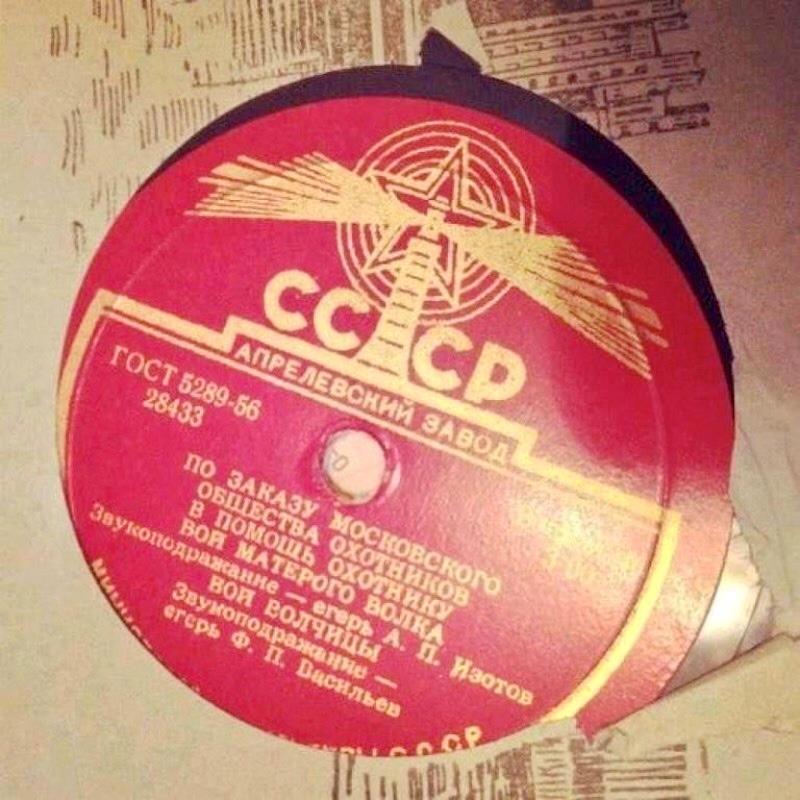 СССР
АПРЕЛЕВСКИЙ ЗАВОД
ГОСТ 5289-56
28433
ПО ЗАКАЗУ МОСКОВСКОГО
ОБЩЕСТВА ОХОТНИКОВ
В ПОМОЩЬ ОХОТНИКУ
ВОЙ МАТЕРОГО ВОЛКА
Звукоподражание — егерь А. П. Изотов
ВОЙ ВОЛЧИЦЫ
Звукоподражание —
егерь Ф. П. Васильев
СССР